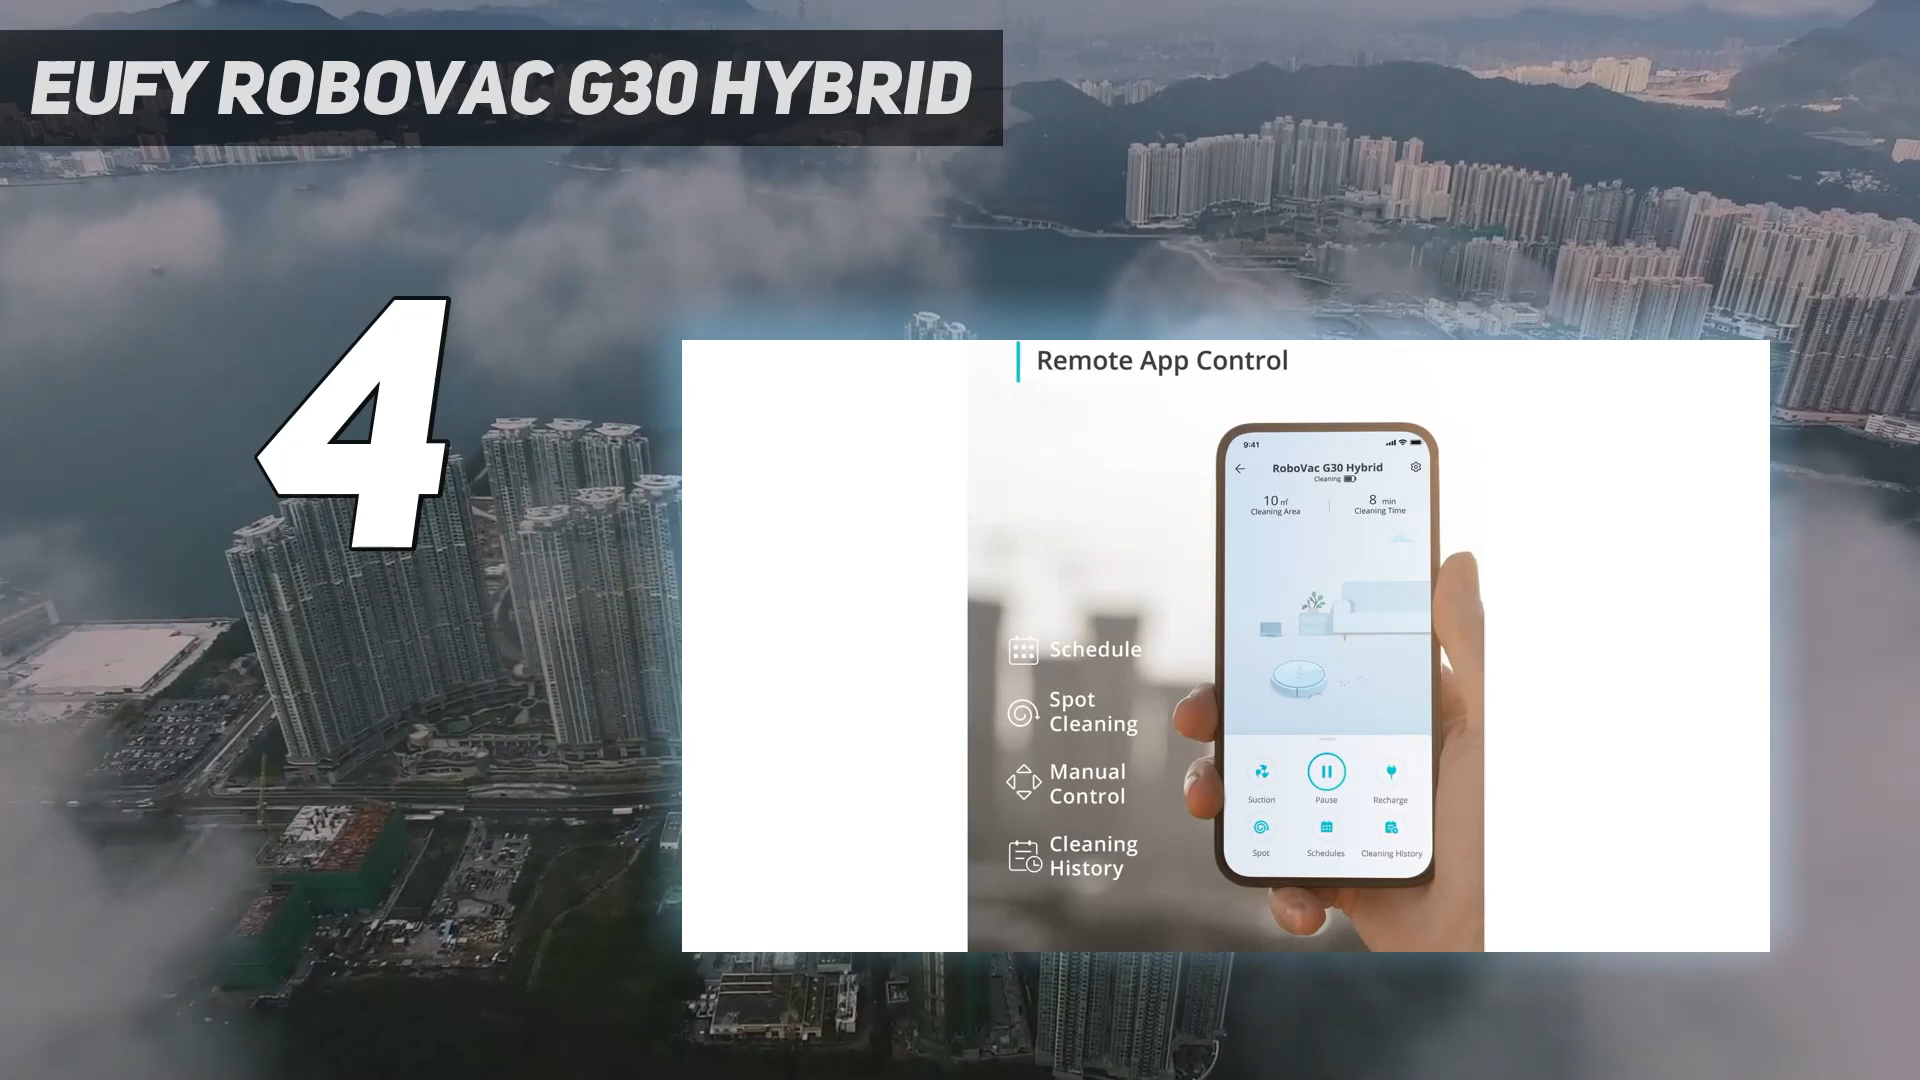 EUFY ROBOVAC G30 HYBRID
4
Remote App Control
9:41
RoboVac G30 Hybrid
Cleaning
10 ㎡
Cleaning Area
8 min
Cleaning Time
Schedule
Spot
Cleaning
Manual
Control
Cleaning
History
Suction
Pause
Recharge
Spot
Schedules
Cleaning History